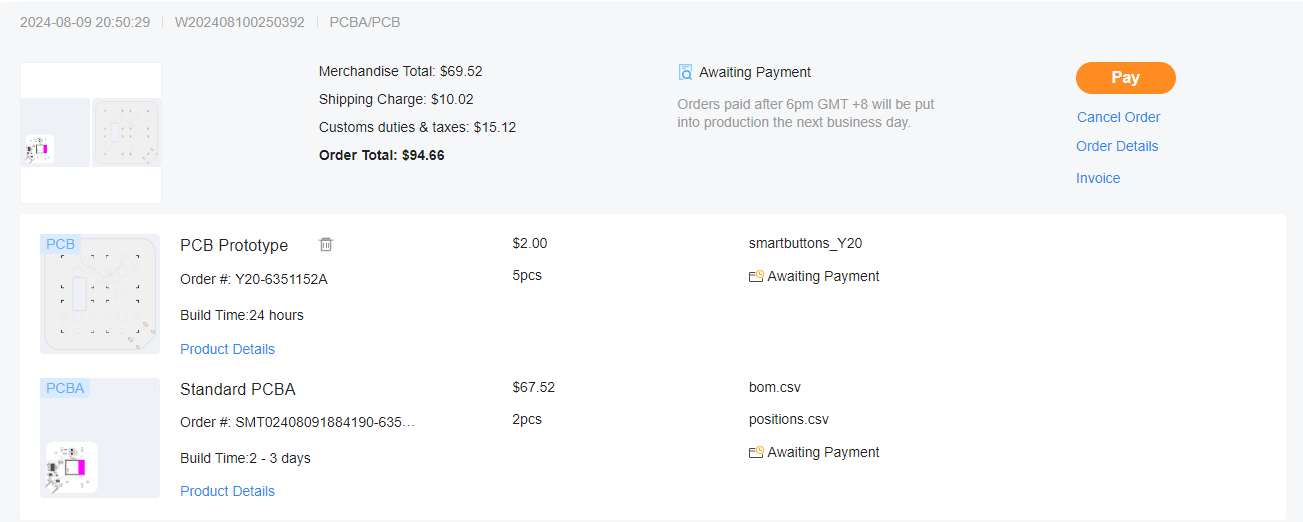 2024-08-09 20:50:29 W202408100250392 PCBA/PCB
Merchandise Total: $69.52
Shipping Charge: $10.02
Customs duties & taxes: $15.12
Order Total: $94.66
Awaiting Payment
Orders paid after 6pm GMT +8 will be put
into production the next business day.
Pay
Cancel Order
Order Details
Invoice
PCB
PCB Prototype
Order #: Y20-6351152A
Build Time:24 hours
Product Details
$2.00
5pcs
smartbuttons_Y20
Awaiting Payment
PCBA
Standard PCBA
Order #: SMT02408091884190-635…
Build Time:2 - 3 days
Product Details
$67.52
2pcs
bom.csv
positions.csv
Awaiting Payment